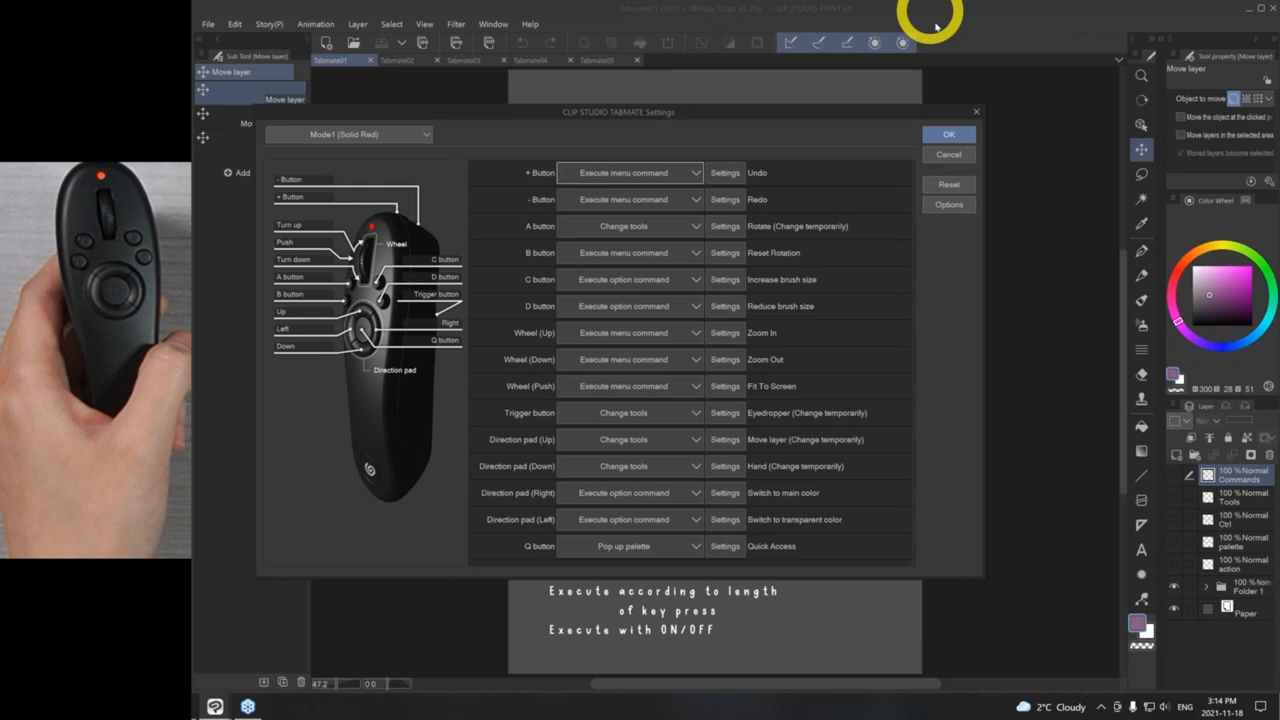 Tabmate01 CLIP STUDIO PAINT EX
File Edit Story(P) Animation Layer Select View Filter Window Help
Sub Tool [Move layer]
Tabmate01 Tabmate02 Tabmate03 Tabmate04 Tabmate05
Move layer
Move layer
Mo
Add
CLIP STUDIO TABMATE Settings
Mode1 (Solid Red)
OK
Cancel
Reset
Options
- Button
+ Button
Turn up
Push
Turn down
A button
B button
Up
Left
Down
Wheel
C button
D button
Trigger button
Right
Q button
Direction pad
+ Button Execute menu command Settings Undo
- Button Execute menu command Settings Redo
A button Change tools Settings Rotate (Change temporarily)
B button Execute menu command Settings Reset Rotation
C button Execute option command Settings Increase brush size
D button Execute option command Settings Reduce brush size
Wheel (Up) Execute menu command Settings Zoom In
Wheel (Down) Execute menu command Settings Zoom Out
Wheel (Push) Execute menu command Settings Fit To Screen
Trigger button Change tools Settings Eyedropper (Change temporarily)
Direction pad (Up) Change tools Settings Move layer (Change temporarily)
Direction pad (Down) Change tools Settings Hand (Change temporarily)
Direction pad (Right) Execute option command Settings Switch to main color
Direction pad (Left) Execute option command Settings Switch to transparent color
Q button Pop up palette Settings Quick Access
Execute according to length
of key press
Execute with ON/OFF
47.2 0.0
Tool property [Move layer]
Move layer
Object to move
Move the object at the clicked p
Move layers in the selected area
Moved layers become selected
Color Wheel
300 28 51
Layer
100 %Normal
Commands
100 %Normal
Tools
100 %Normal
Ctrl
100 %Normal
palette
100 %Normal
action
100 %Norm
Folder 1
Paper
A
2°C Cloudy
ENG
3:14 PM
2021-11-18